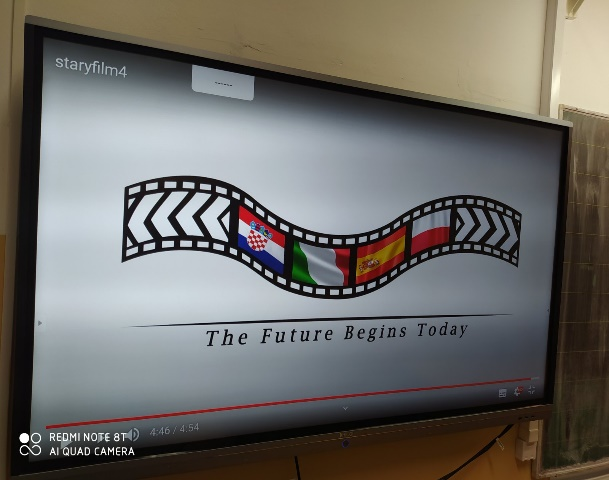 staryfilm4
The Future Begins Today
4:46 / 4:54
REDMI NOTE 8T
AI QUAD CAMERA